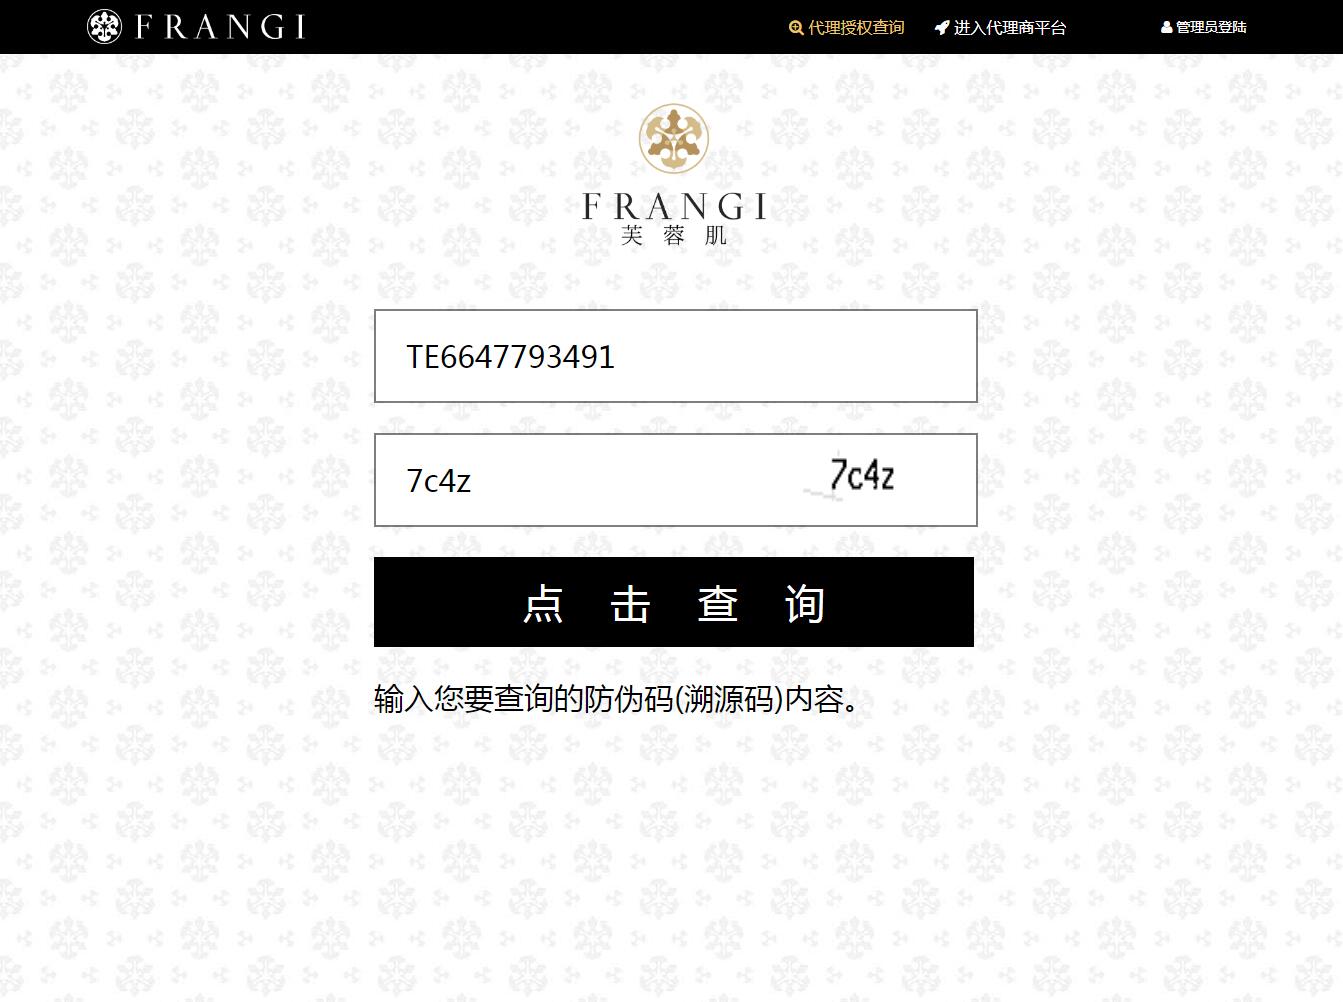 FRANGI
代理授权查询
进入代理商平台
管理员登陆
FRANGI
芙蓉肌
TE6647793491
7c4z
7c4z
点击查询
输入您要查询的防伪码(溯源码)内容。